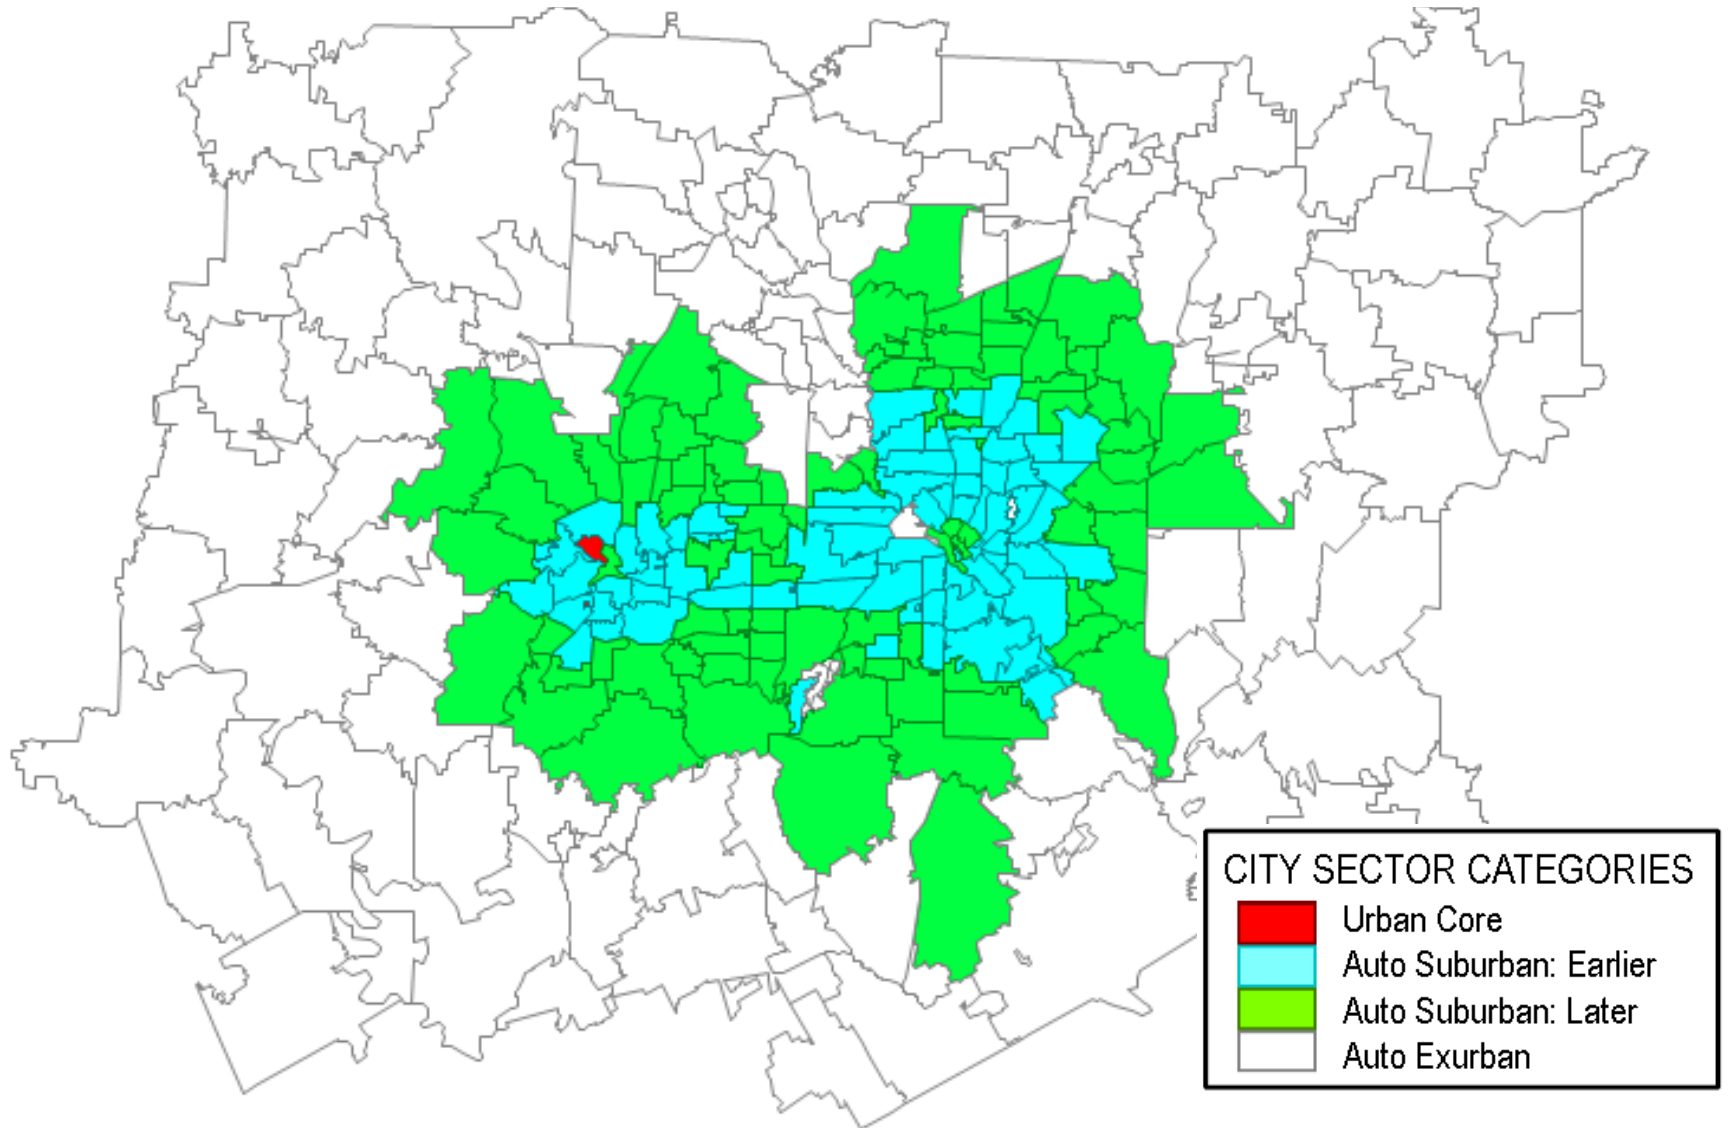 CITY SECTOR CATEGORIES
Urban Core
Auto Suburban: Earlier
Auto Suburban: Later
Auto Exurban